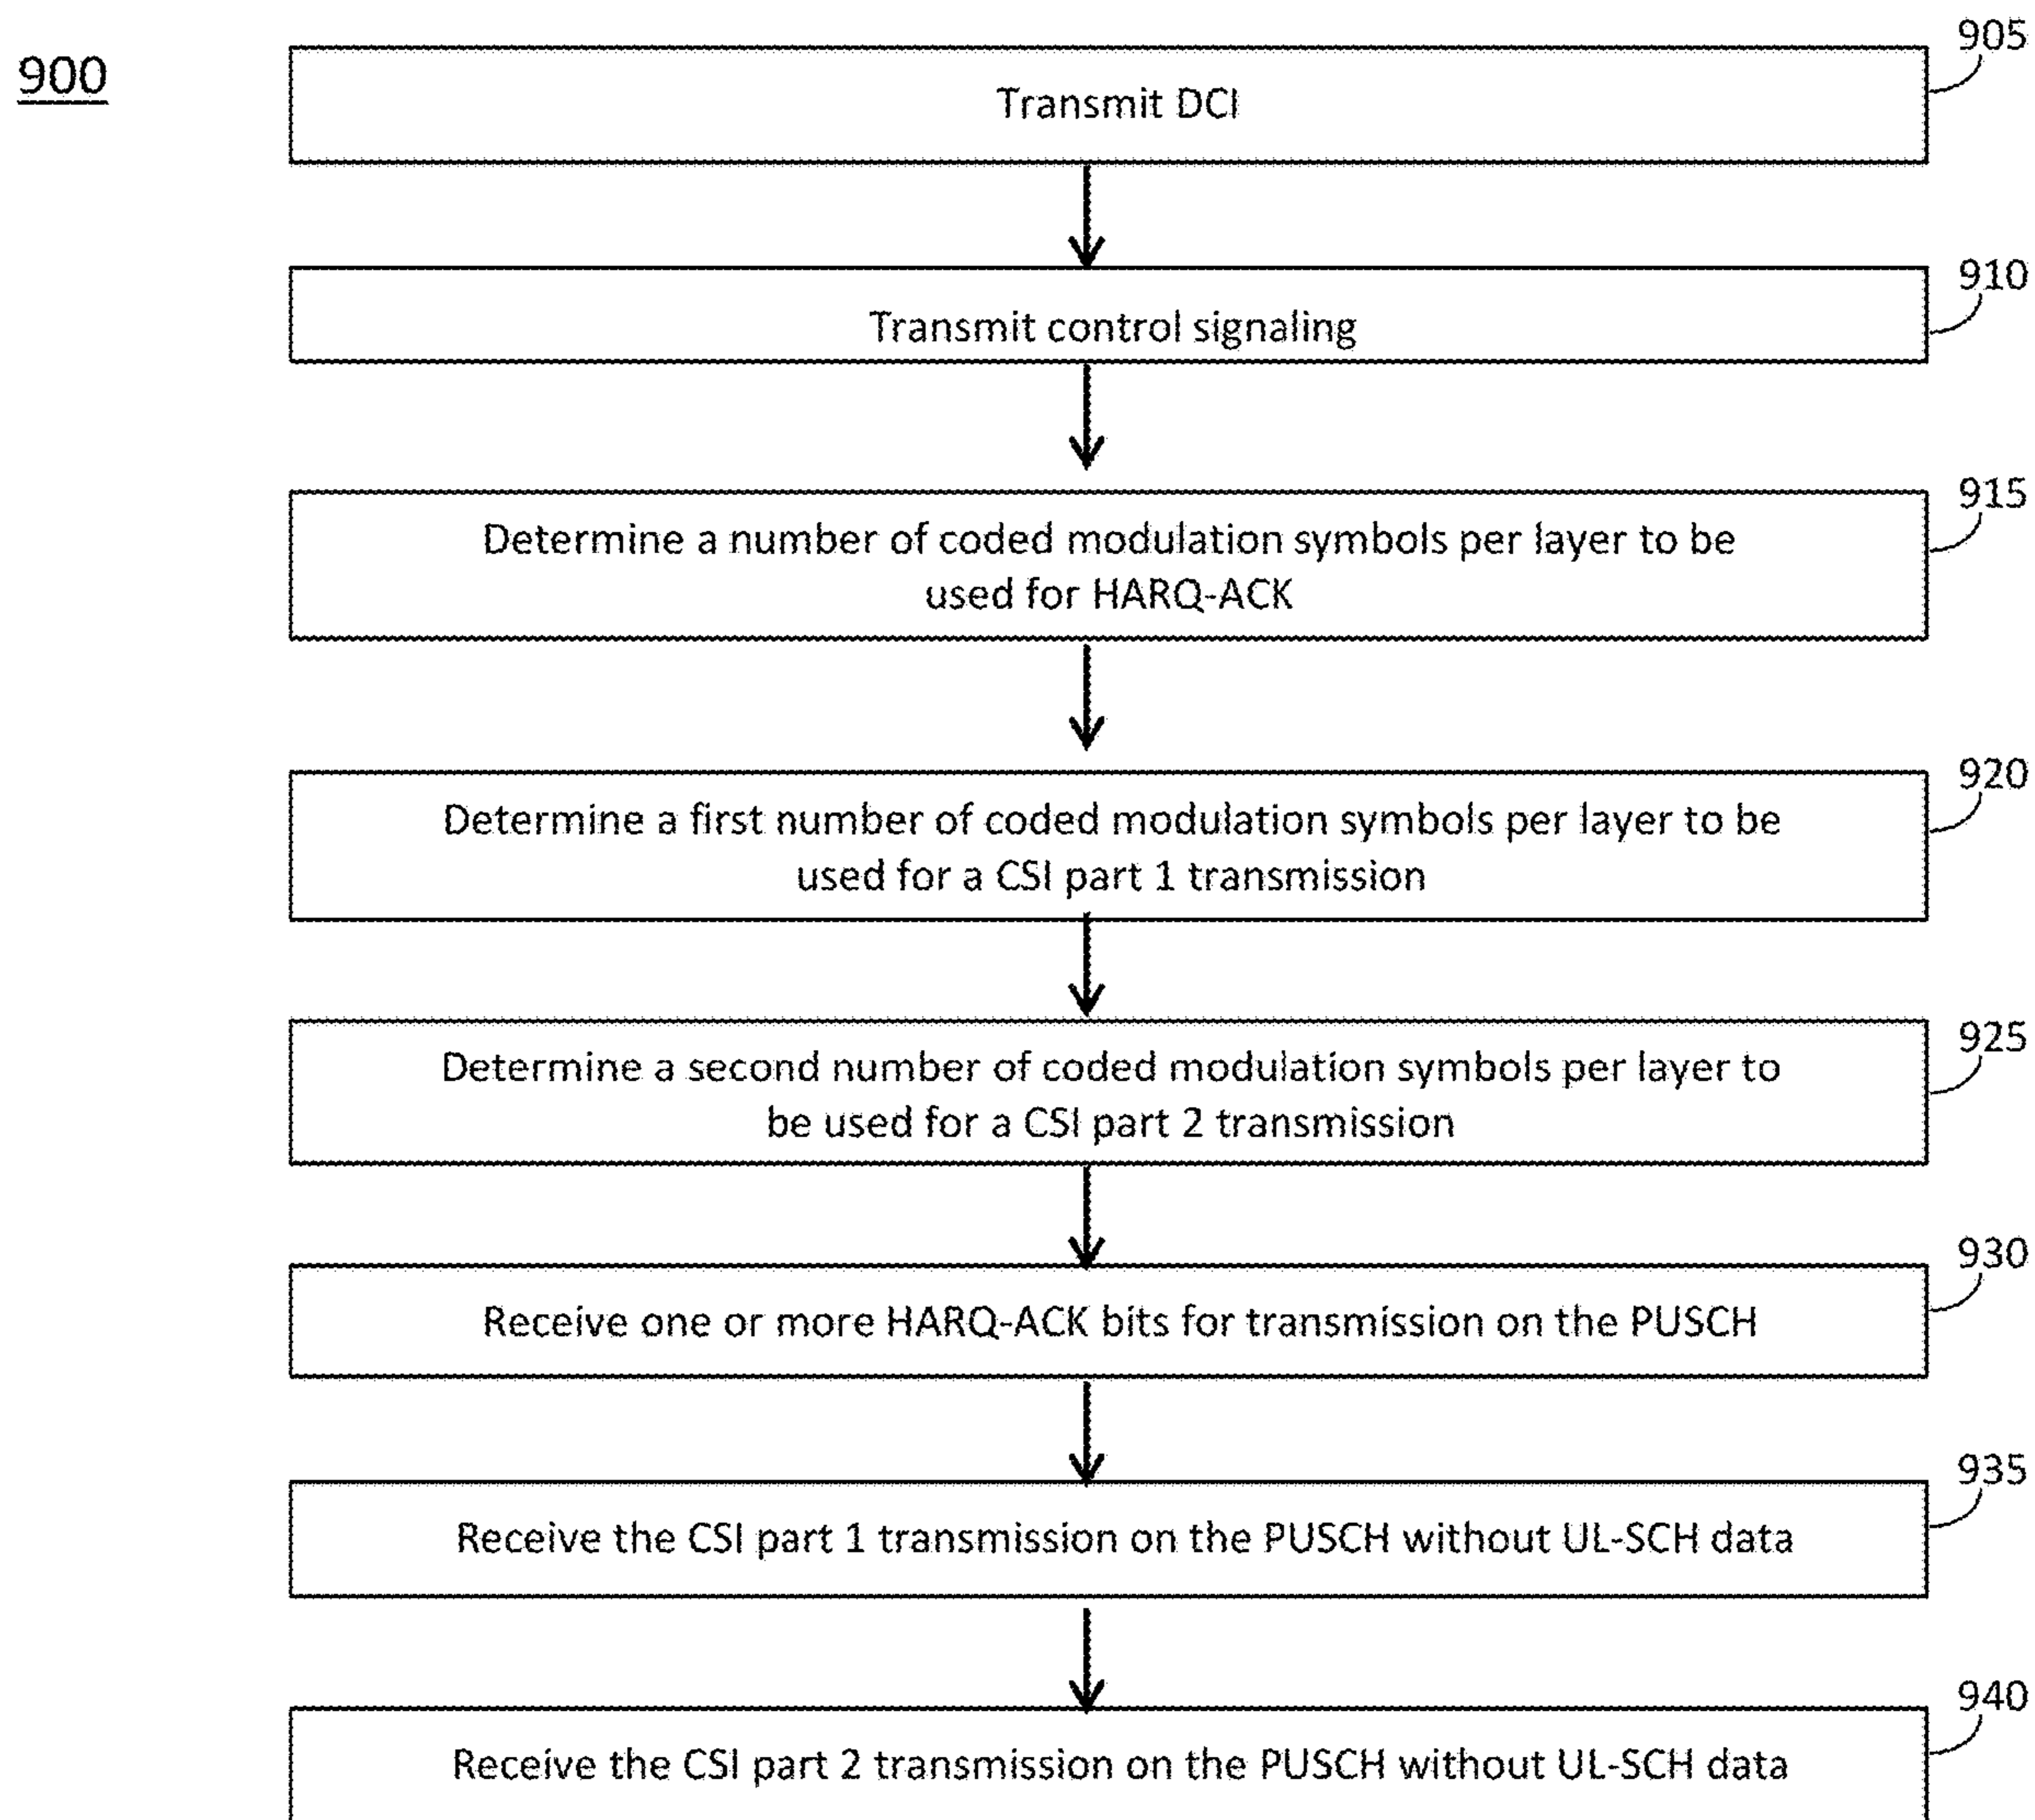 900
905
Transmit DCI
910
Transmit control signaling
915
Determine a number of coded modulation symbols per layer to be
used for HARQ-ACK
920
Determine a first number of coded modulation symbols per layer to be
used for a CSI part 1 transmission
925
Determine a second number of coded modulation symbols per layer to
be used for a CSI part 2 transmission
930
Receive one or more HARQ-ACK bits for transmission on the PUSCH
935
Receive the CSI part 1 transmission on the PUSCH without UL-SCH data
940
Receive the CSI part 2 transmission on the PUSCH without UL-SCH data